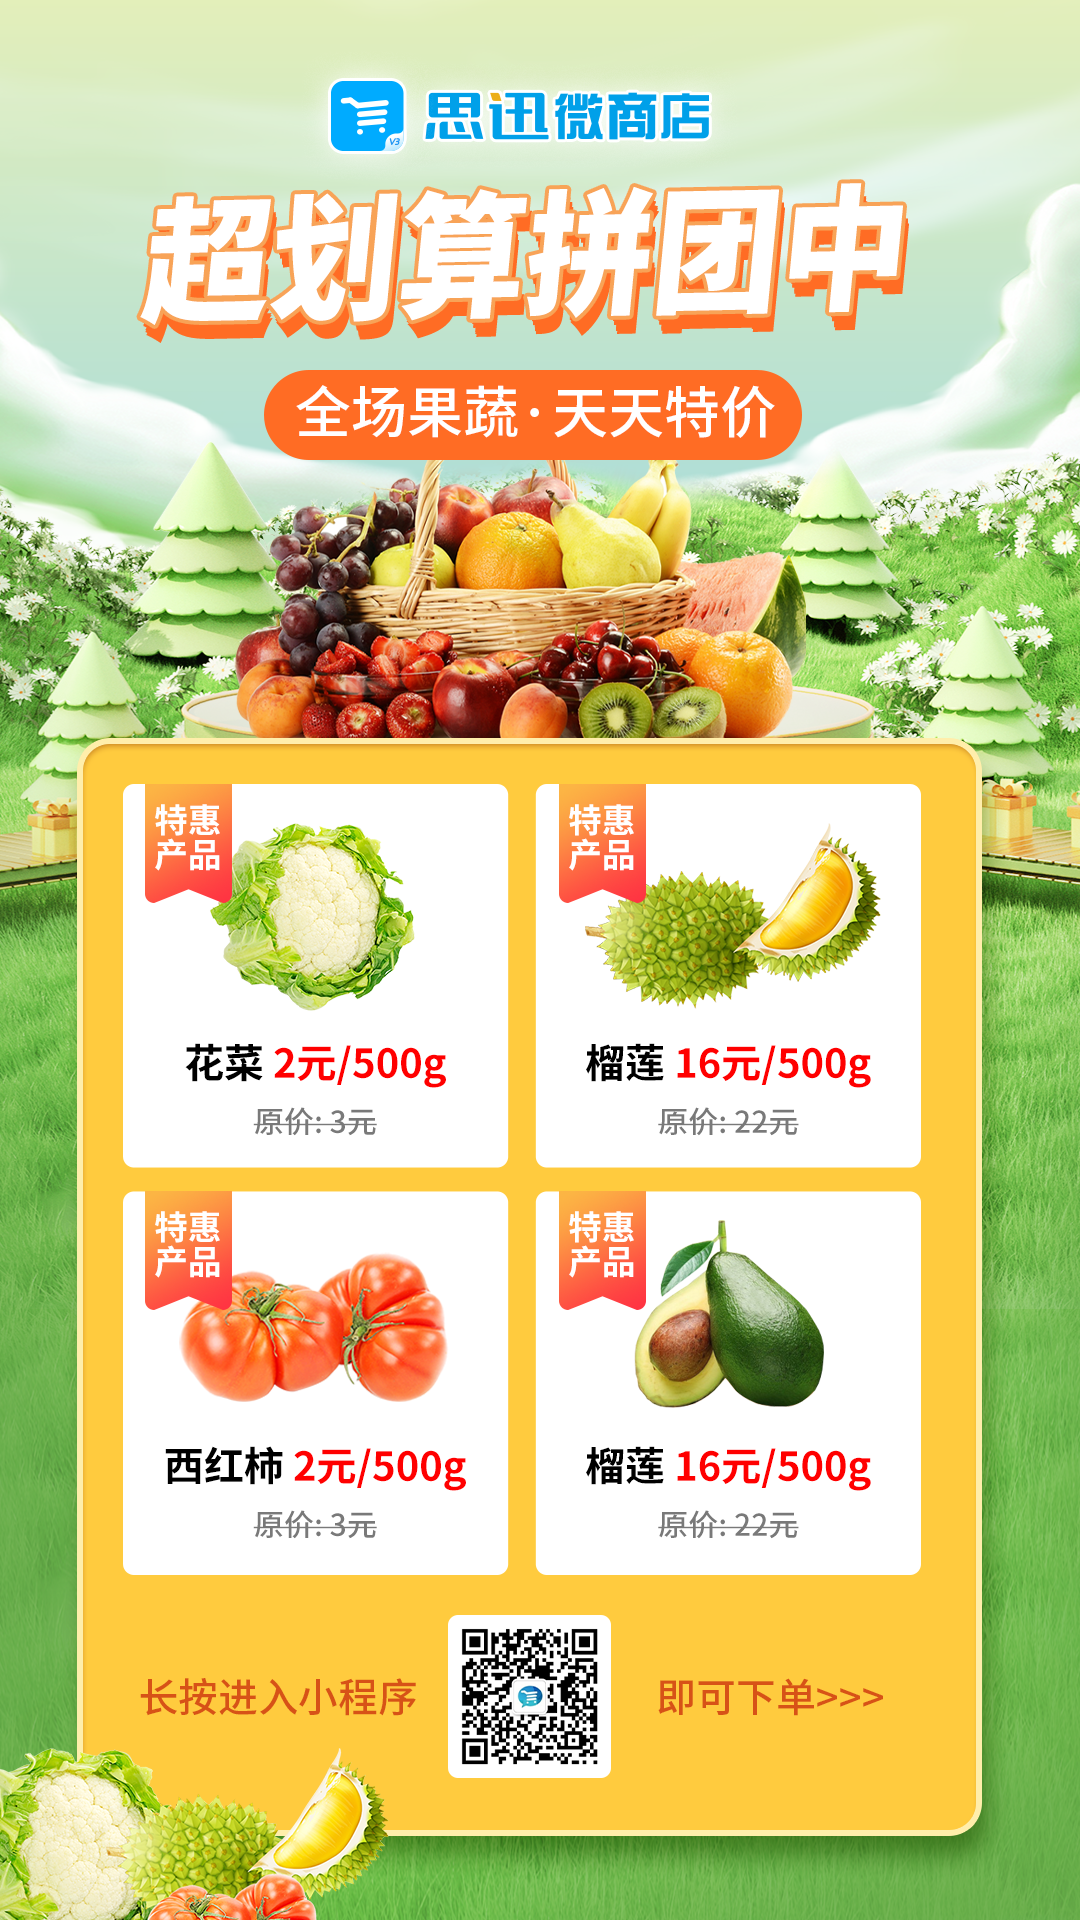 V3
思迅微商店
超划算拼团中
全场果蔬·天天特价
特惠
产品
花菜 2元/500g
原价: 3元
特惠
产品
榴莲 16元/500g
原价: 22元
特惠
产品
西红柿 2元/500g
原价: 3元
特惠
产品
榴莲 16元/500g
原价: 22元
长按进入小程序
即可下单>>>